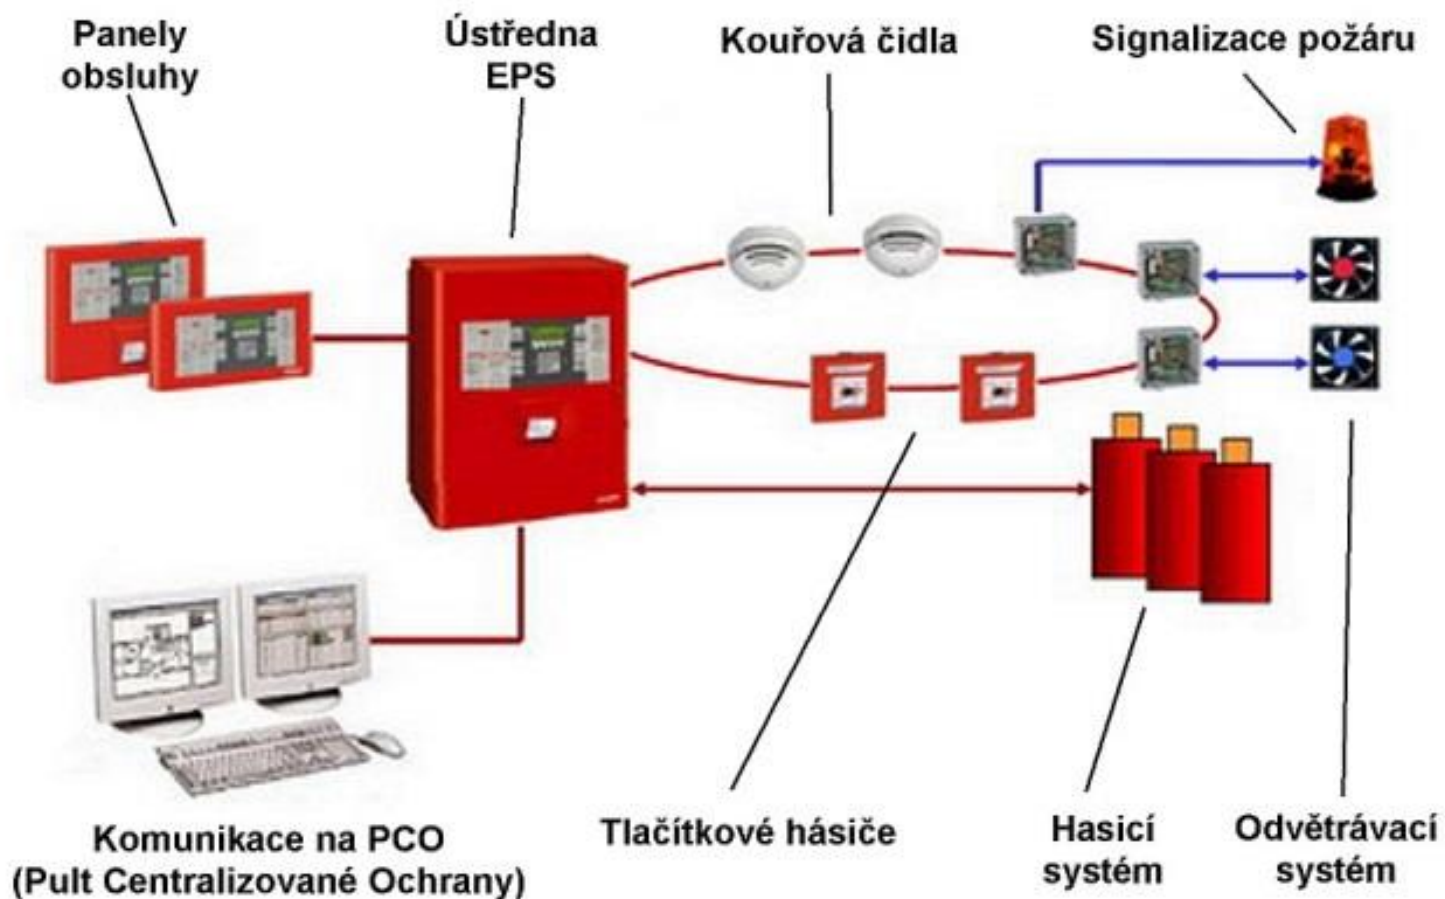 Panely
obsluhy
Ústředna
EPS
Kouřová čidla
Signalizace požáru
Komunikace na PCO
(Pult Centralizované Ochrany)
Tlačítkové hásiče
Hasicí
systém
Odvětrávací
systém